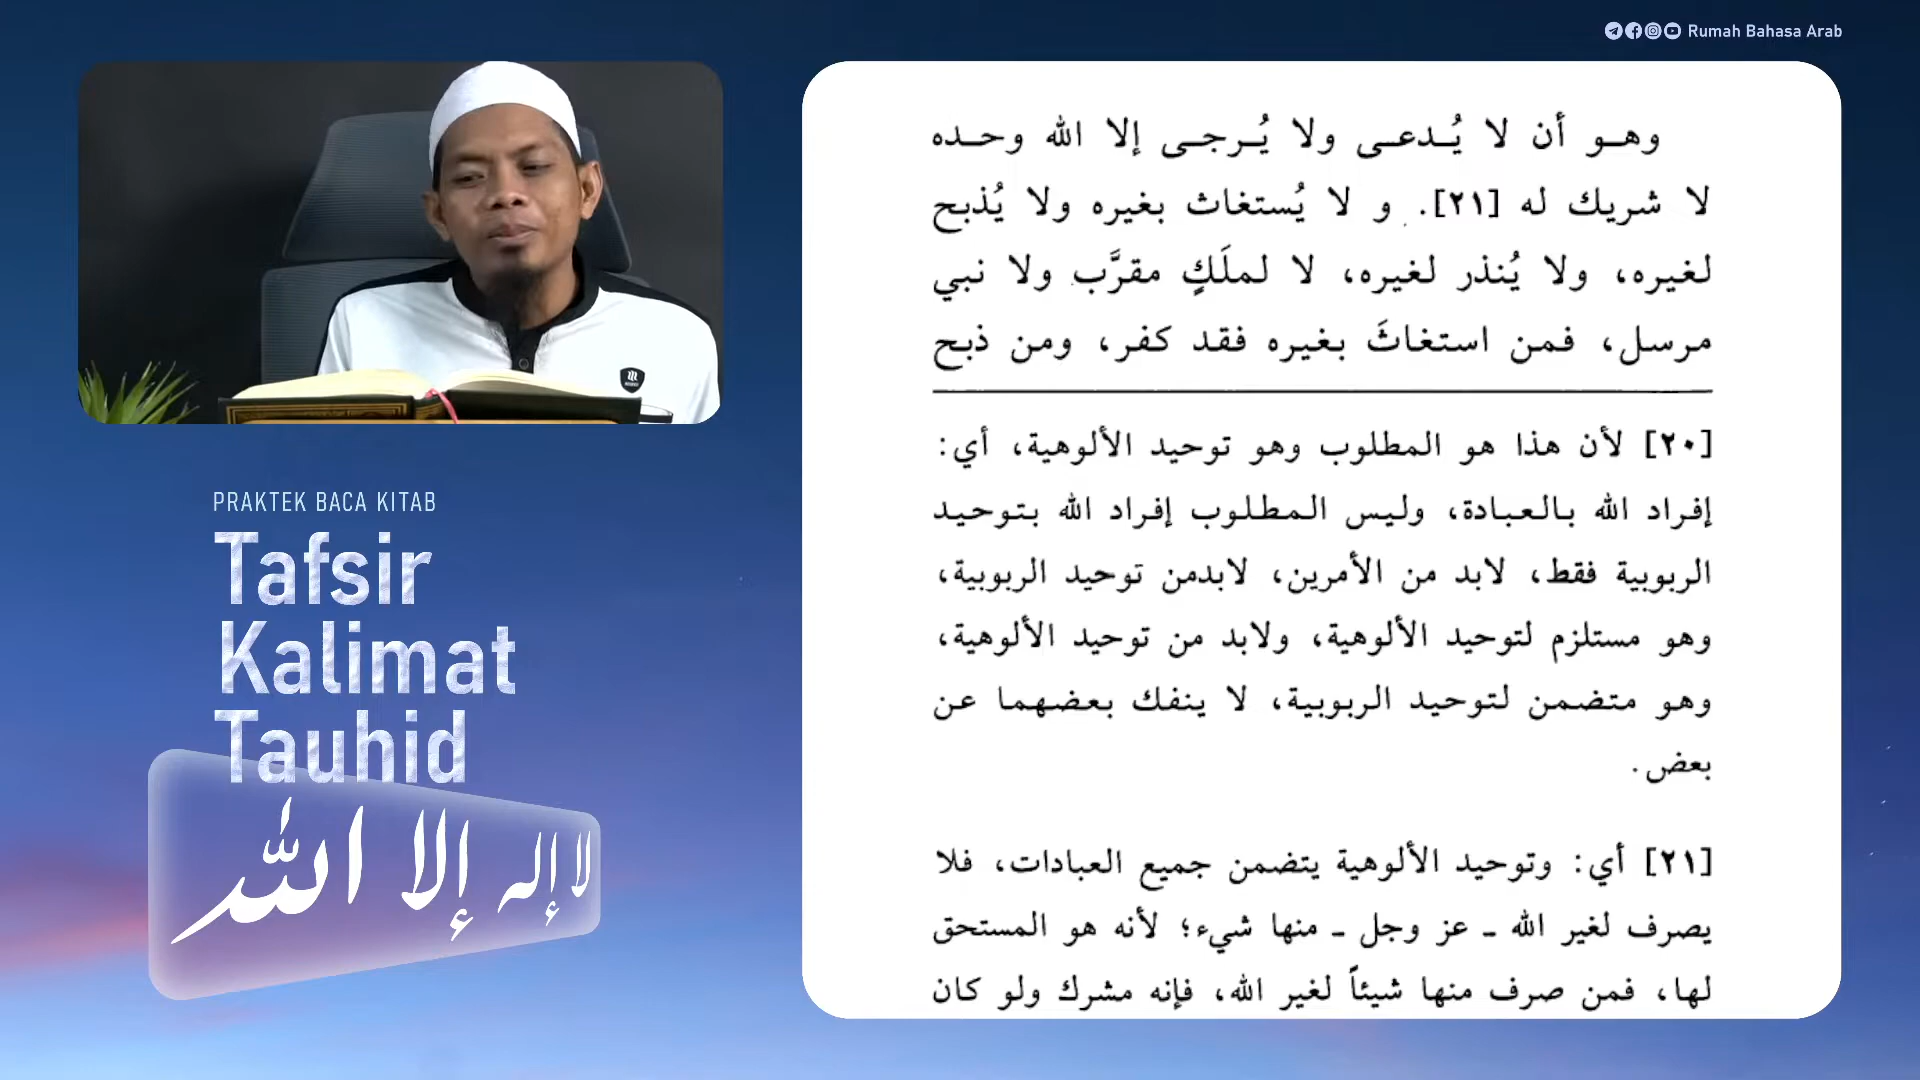 Rumah Bahasa Arab
وهو أن لا يُدعى ولا يُرجى إلا الله وحده
لا شريك له [٢١]. و لا يُستغاث بغيره ولا يُذبح
لغيره، ولا يُنذر لغيره، لا لملَكٍ مقرَّب ولا نبي
مرسل، فمن استغاثَ بغيره فقد كفر، ومن ذبح
[٢٠] لأن هذا هو المطلوب وهو توحيد الألوهية، أي:
إفراد الله بالعبادة، وليس المطلوب إفراد الله بتوحيد
الربوبية فقط، لابد من الأمرين، لابدمن توحيد الربوبية،
وهو مستلزم لتوحيد الألوهية، ولابد من توحيد الألوهية،
وهو متضمن لتوحيد الربوبية، لا ينفك بعضهما عن
بعض.
[٢١] أي: وتوحيد الألوهية يتضمن جميع العبادات، فلا
يصرف لغير الله ـ عز وجل ـ منها شيء؛ لأنه هو المستحق
لها، فمن صرف منها شيئاً لغير الله، فإنه مشرك ولو كان
PRAKTEK BACA KITAB
Tafsir
Kalimat
Tauhid
لا إله إلا الله